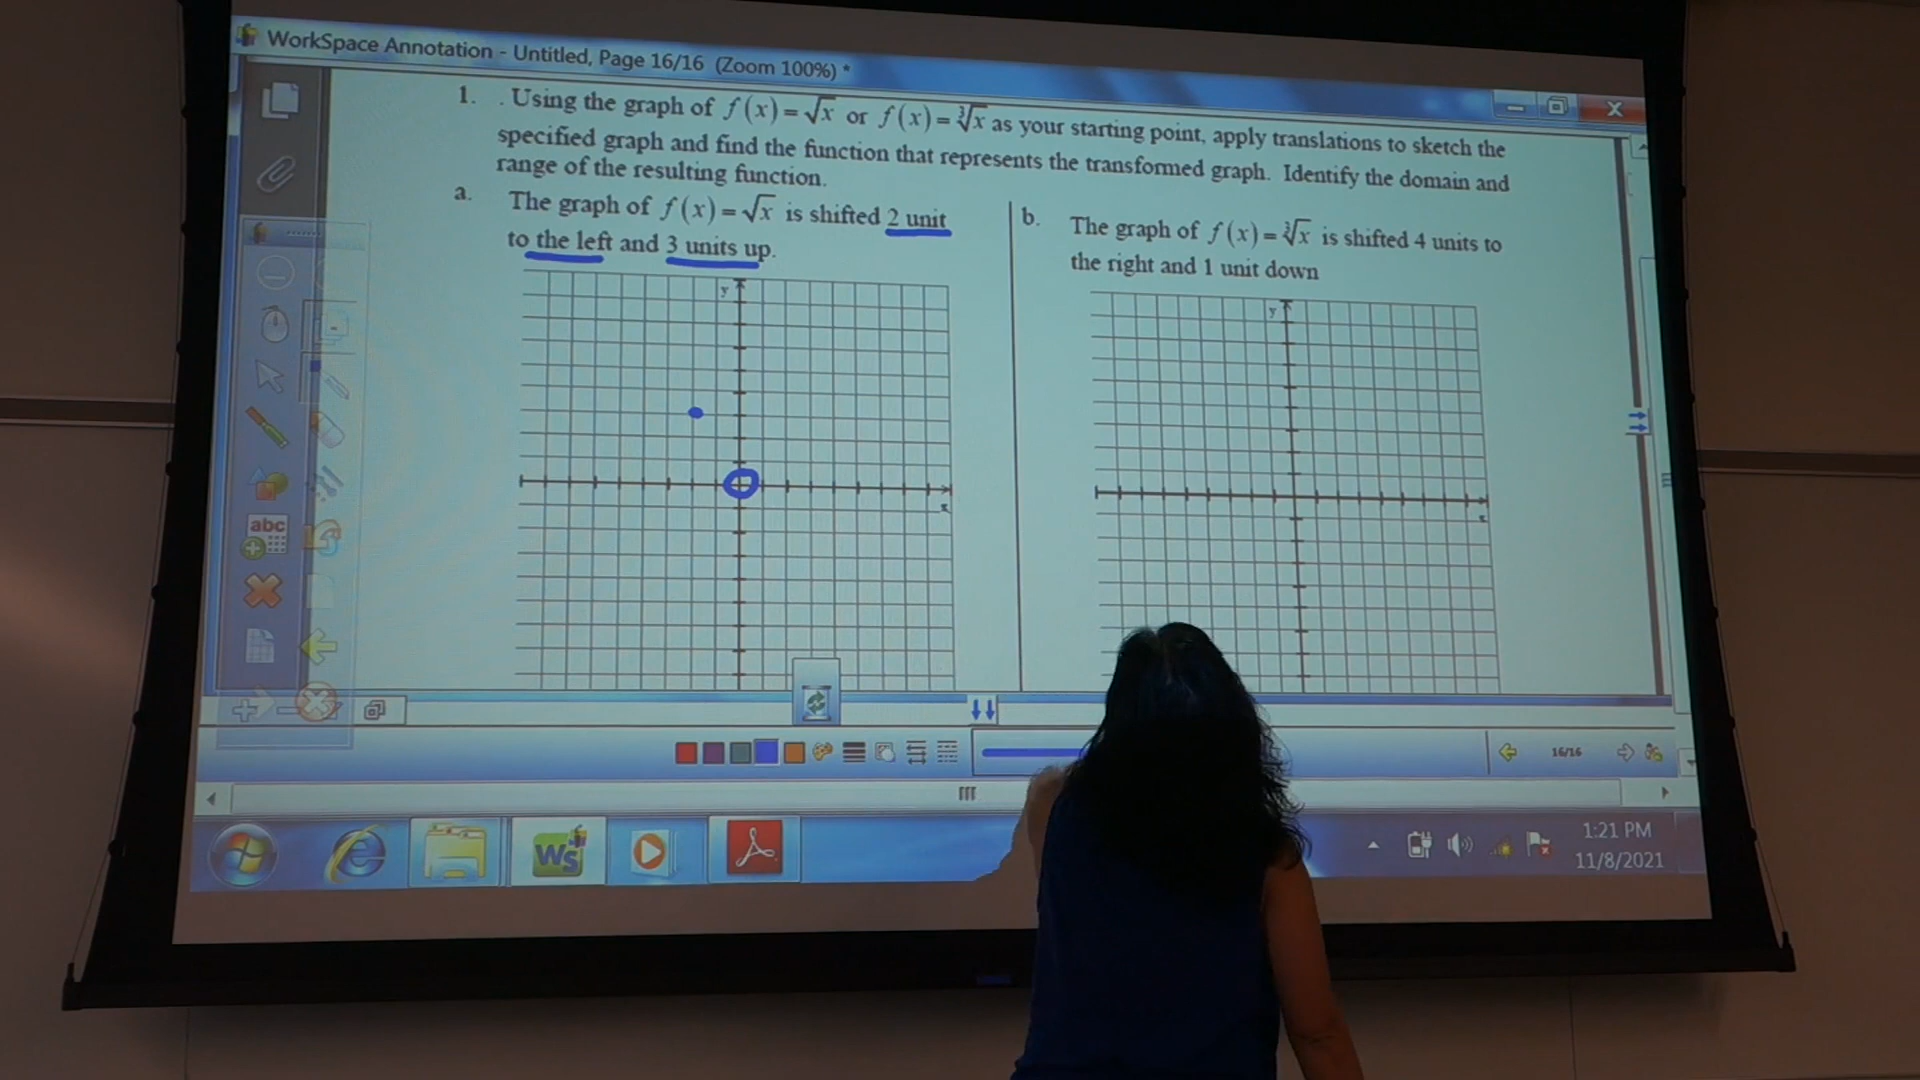 WorkSpace Annotation - Untitled, Page 16/16 (Zoom 100%) *
1. . Using the graph of f(x)=√x or f(x)=∛x as your starting point, apply translations to sketch the
specified graph and find the function that represents the transformed graph. Identify the domain and
range of the resulting function.
a. The graph of f(x)=√x is shifted 2 unit
to the left and 3 units up.
b. The graph of f(x)=∛x is shifted 4 units to
the right and 1 unit down
y
x
y
x
abc
16/16
WS
1:21 PM
11/8/2021